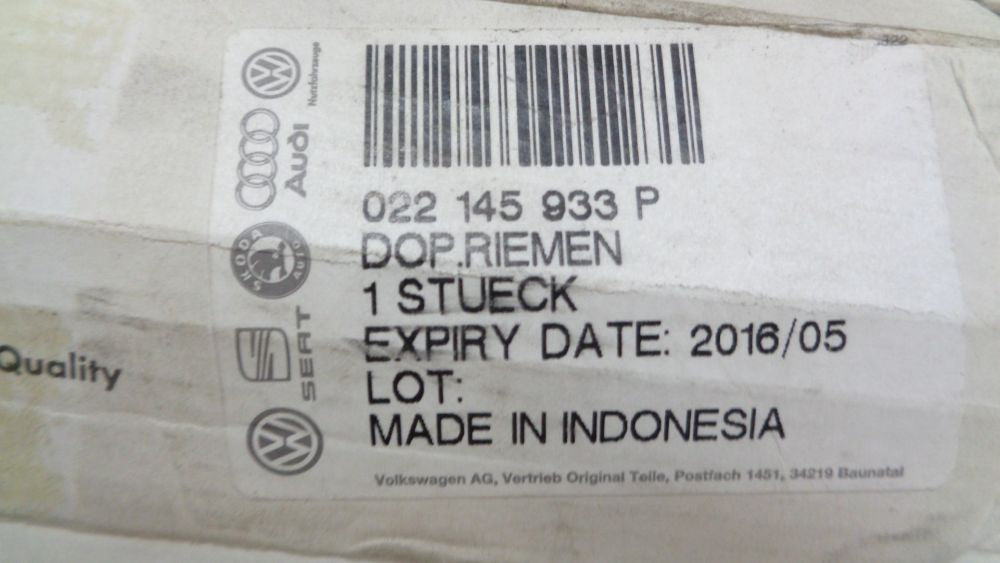 322
Nutzfahrzeuge
Audi
SKODA AUTO
SEAT
022 145 933 P
DOP.RIEMEN
1 STUECK
EXPIRY DATE: 2016/05
LOT:
MADE IN INDONESIA
Volkswagen AG, Vertrieb Original Teile, Postfach 1451, 34219 Baunatal
Quality